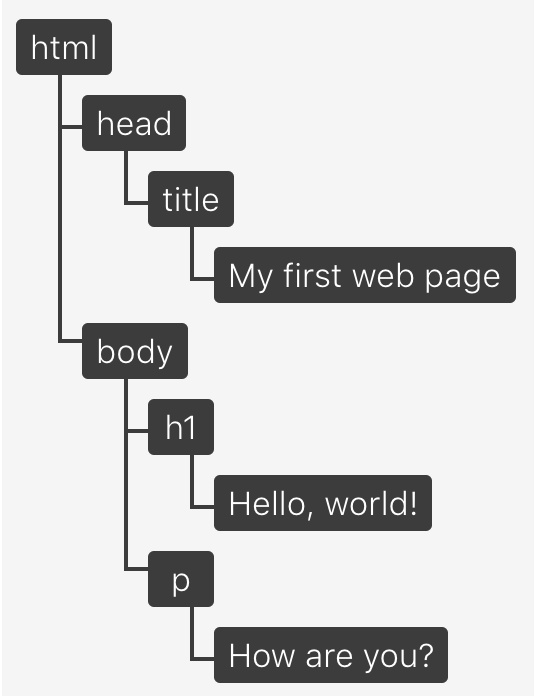 html
head
title
My first web page
body
h1
Hello, world!
p
How are you?